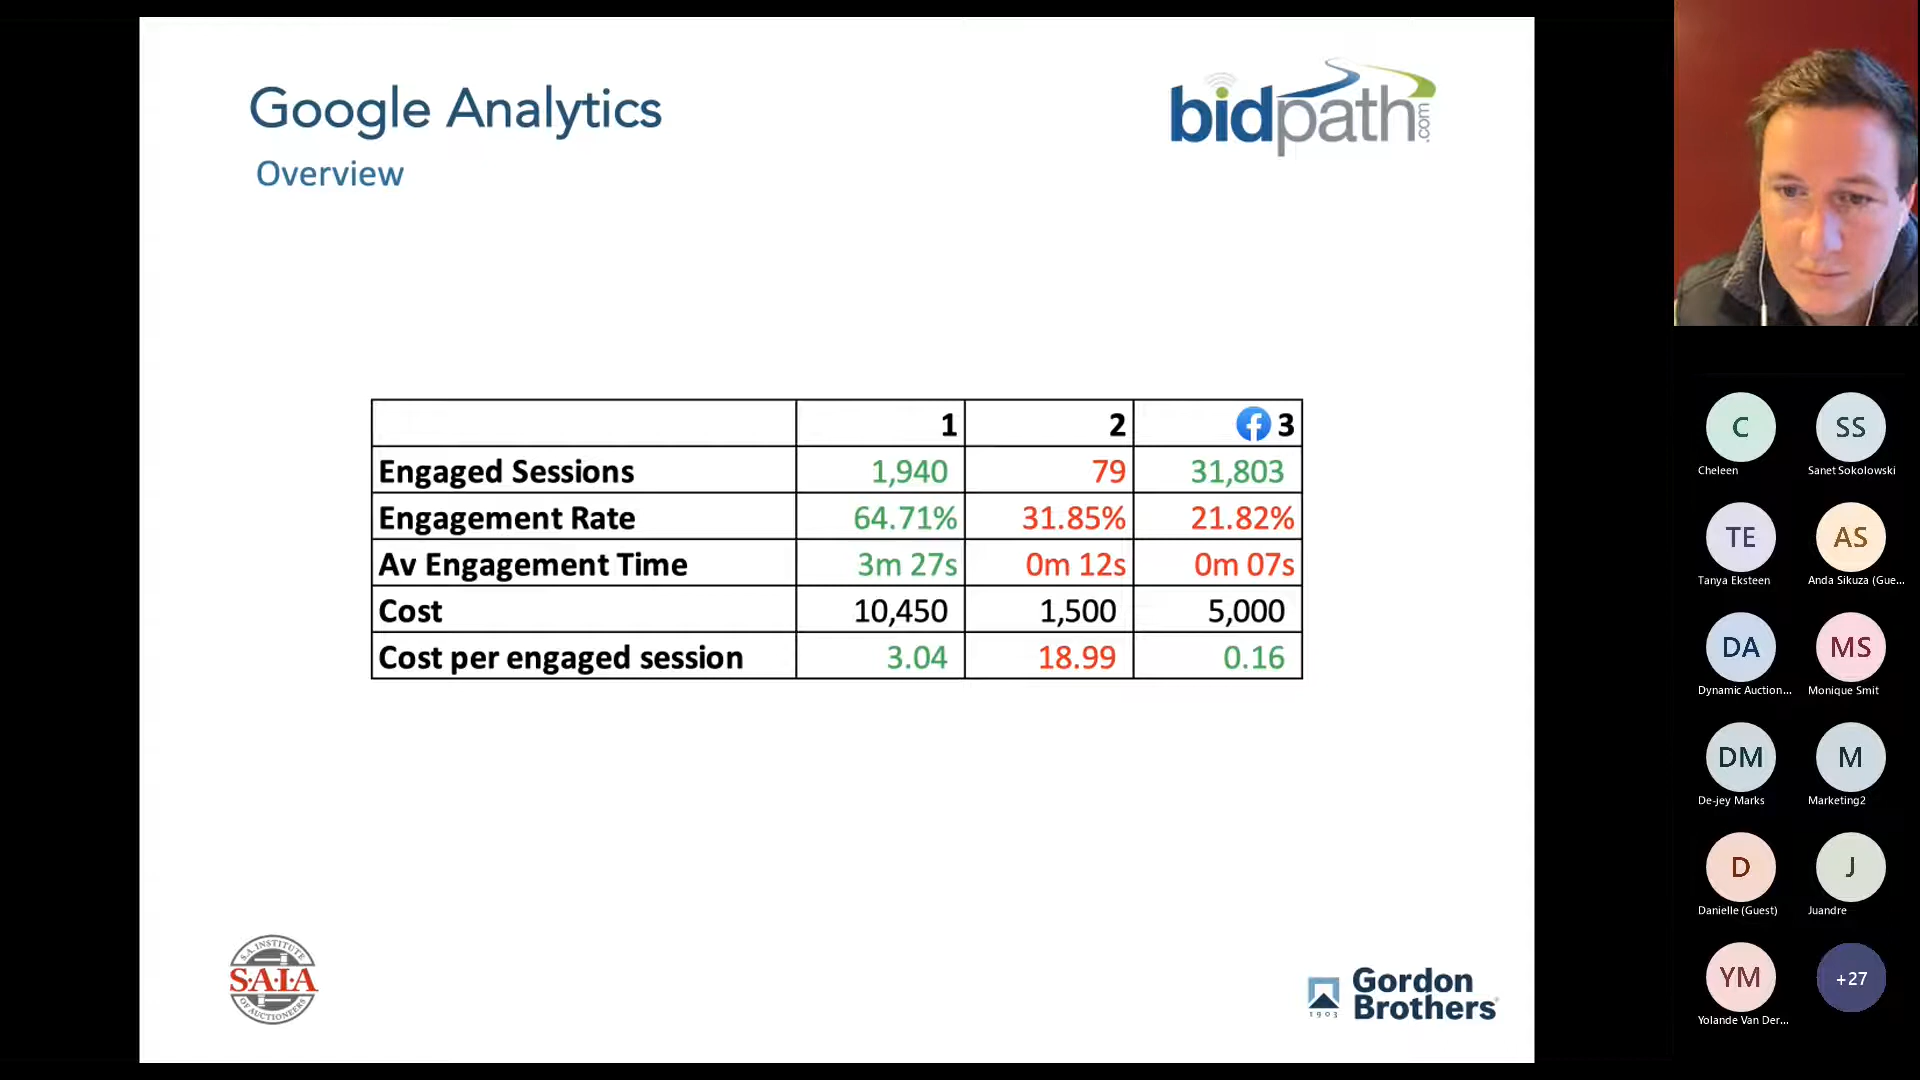 Google Analytics
Overview
bidpath.com
1 2 3
Engaged Sessions 1,940 79 31,803
Engagement Rate 64.71% 31.85% 21.82%
Av Engagement Time 3m 27s 0m 12s 0m 07s
Cost 10,450 1,500 5,000
Cost per engaged session 3.04 18.99 0.16
S.A. INSTITUTE
S·A·I·A
OF AUCTIONEERS
1903
Gordon
Brothers
C SS
Cheleen Sanet Sokolowski
TE AS
Tanya Eksteen Anda Sikuza (Gue...
DA MS
Dynamic Auction... Monique Smit
DM M
De-jey Marks Marketing2
D J
Danielle (Guest) Juandre
YM +27
Yolande Van Der...